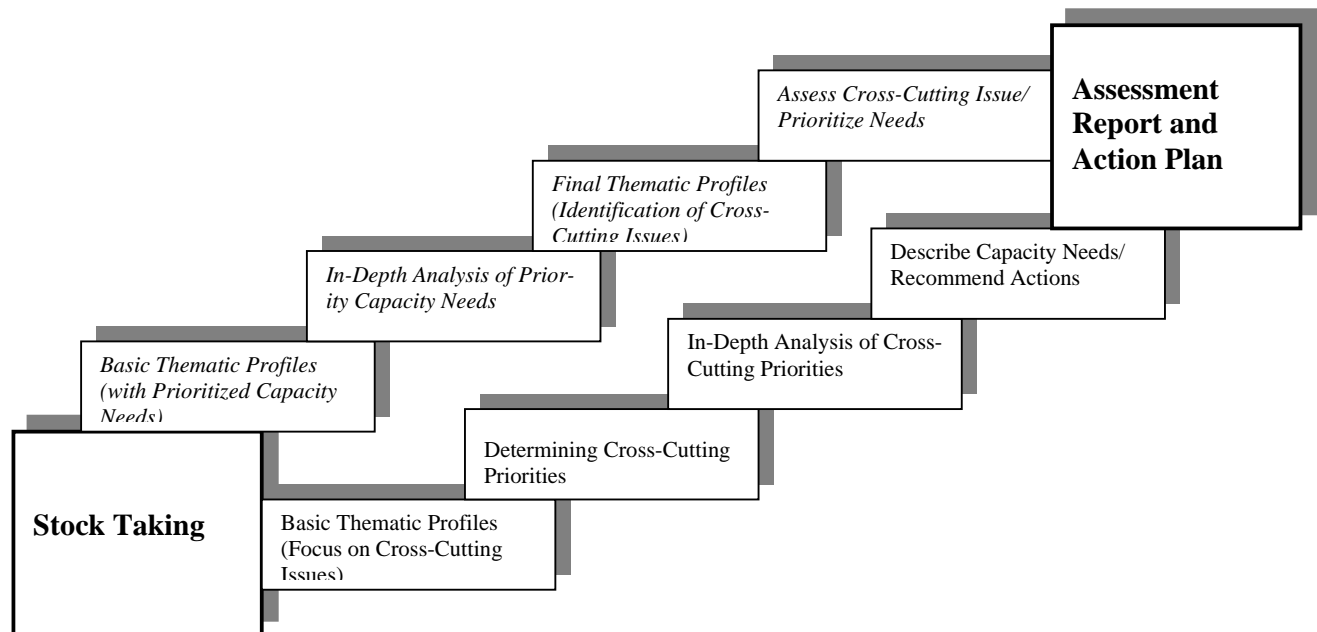 Assess Cross-Cutting Issue/
Prioritize Needs
Assessment
Report and
Action Plan
Final Thematic Profiles
(Identification of Cross-
Cutting Issues)
Describe Capacity Needs/
Recommend Actions
In-Depth Analysis of Prior-
ity Capacity Needs
In-Depth Analysis of Cross-
Cutting Priorities
Basic Thematic Profiles
(with Prioritized Capacity
Needs)
Determining Cross-Cutting
Priorities
Stock Taking
Basic Thematic Profiles
(Focus on Cross-Cutting
Issues)